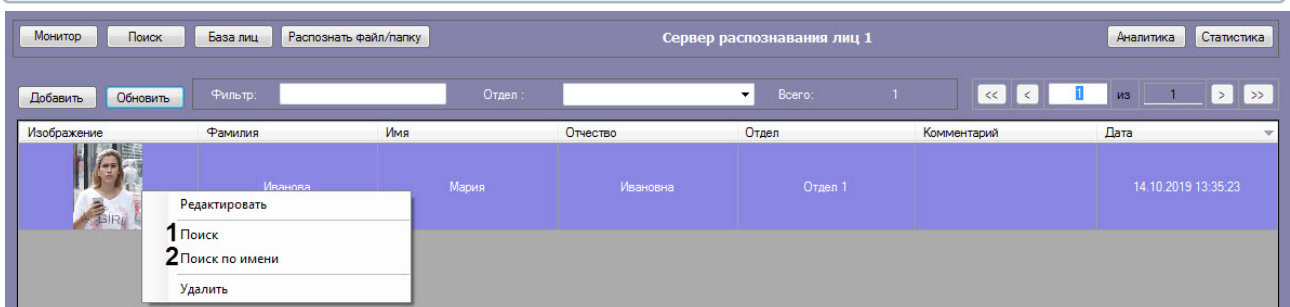 Монитор Поиск База лиц Распознать файл/папку Сервер распознавания лиц 1 Аналитика Статистика
Добавить Обновить Фильтр: Отдел : Всего: 1 << < 1 из 1 > >>
Изображение Фамилия Имя Отчество Отдел Комментарий Дата
Иванова Мария Ивановна Отдел 1 14.10.2019 13:35:23
GIRL
Редактировать
1 Поиск
2 Поиск по имени
Удалить